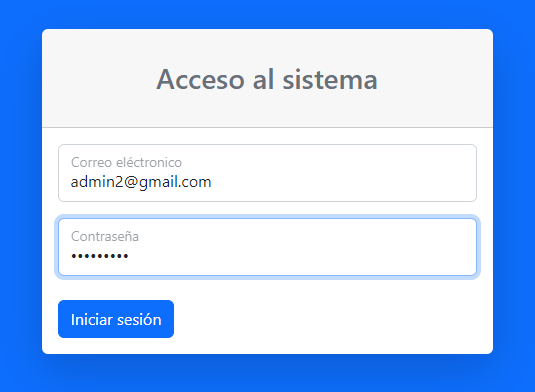 Acceso al sistema
Correo eléctronico
admin2@gmail.com
Contraseña
•••••••••
Iniciar sesión